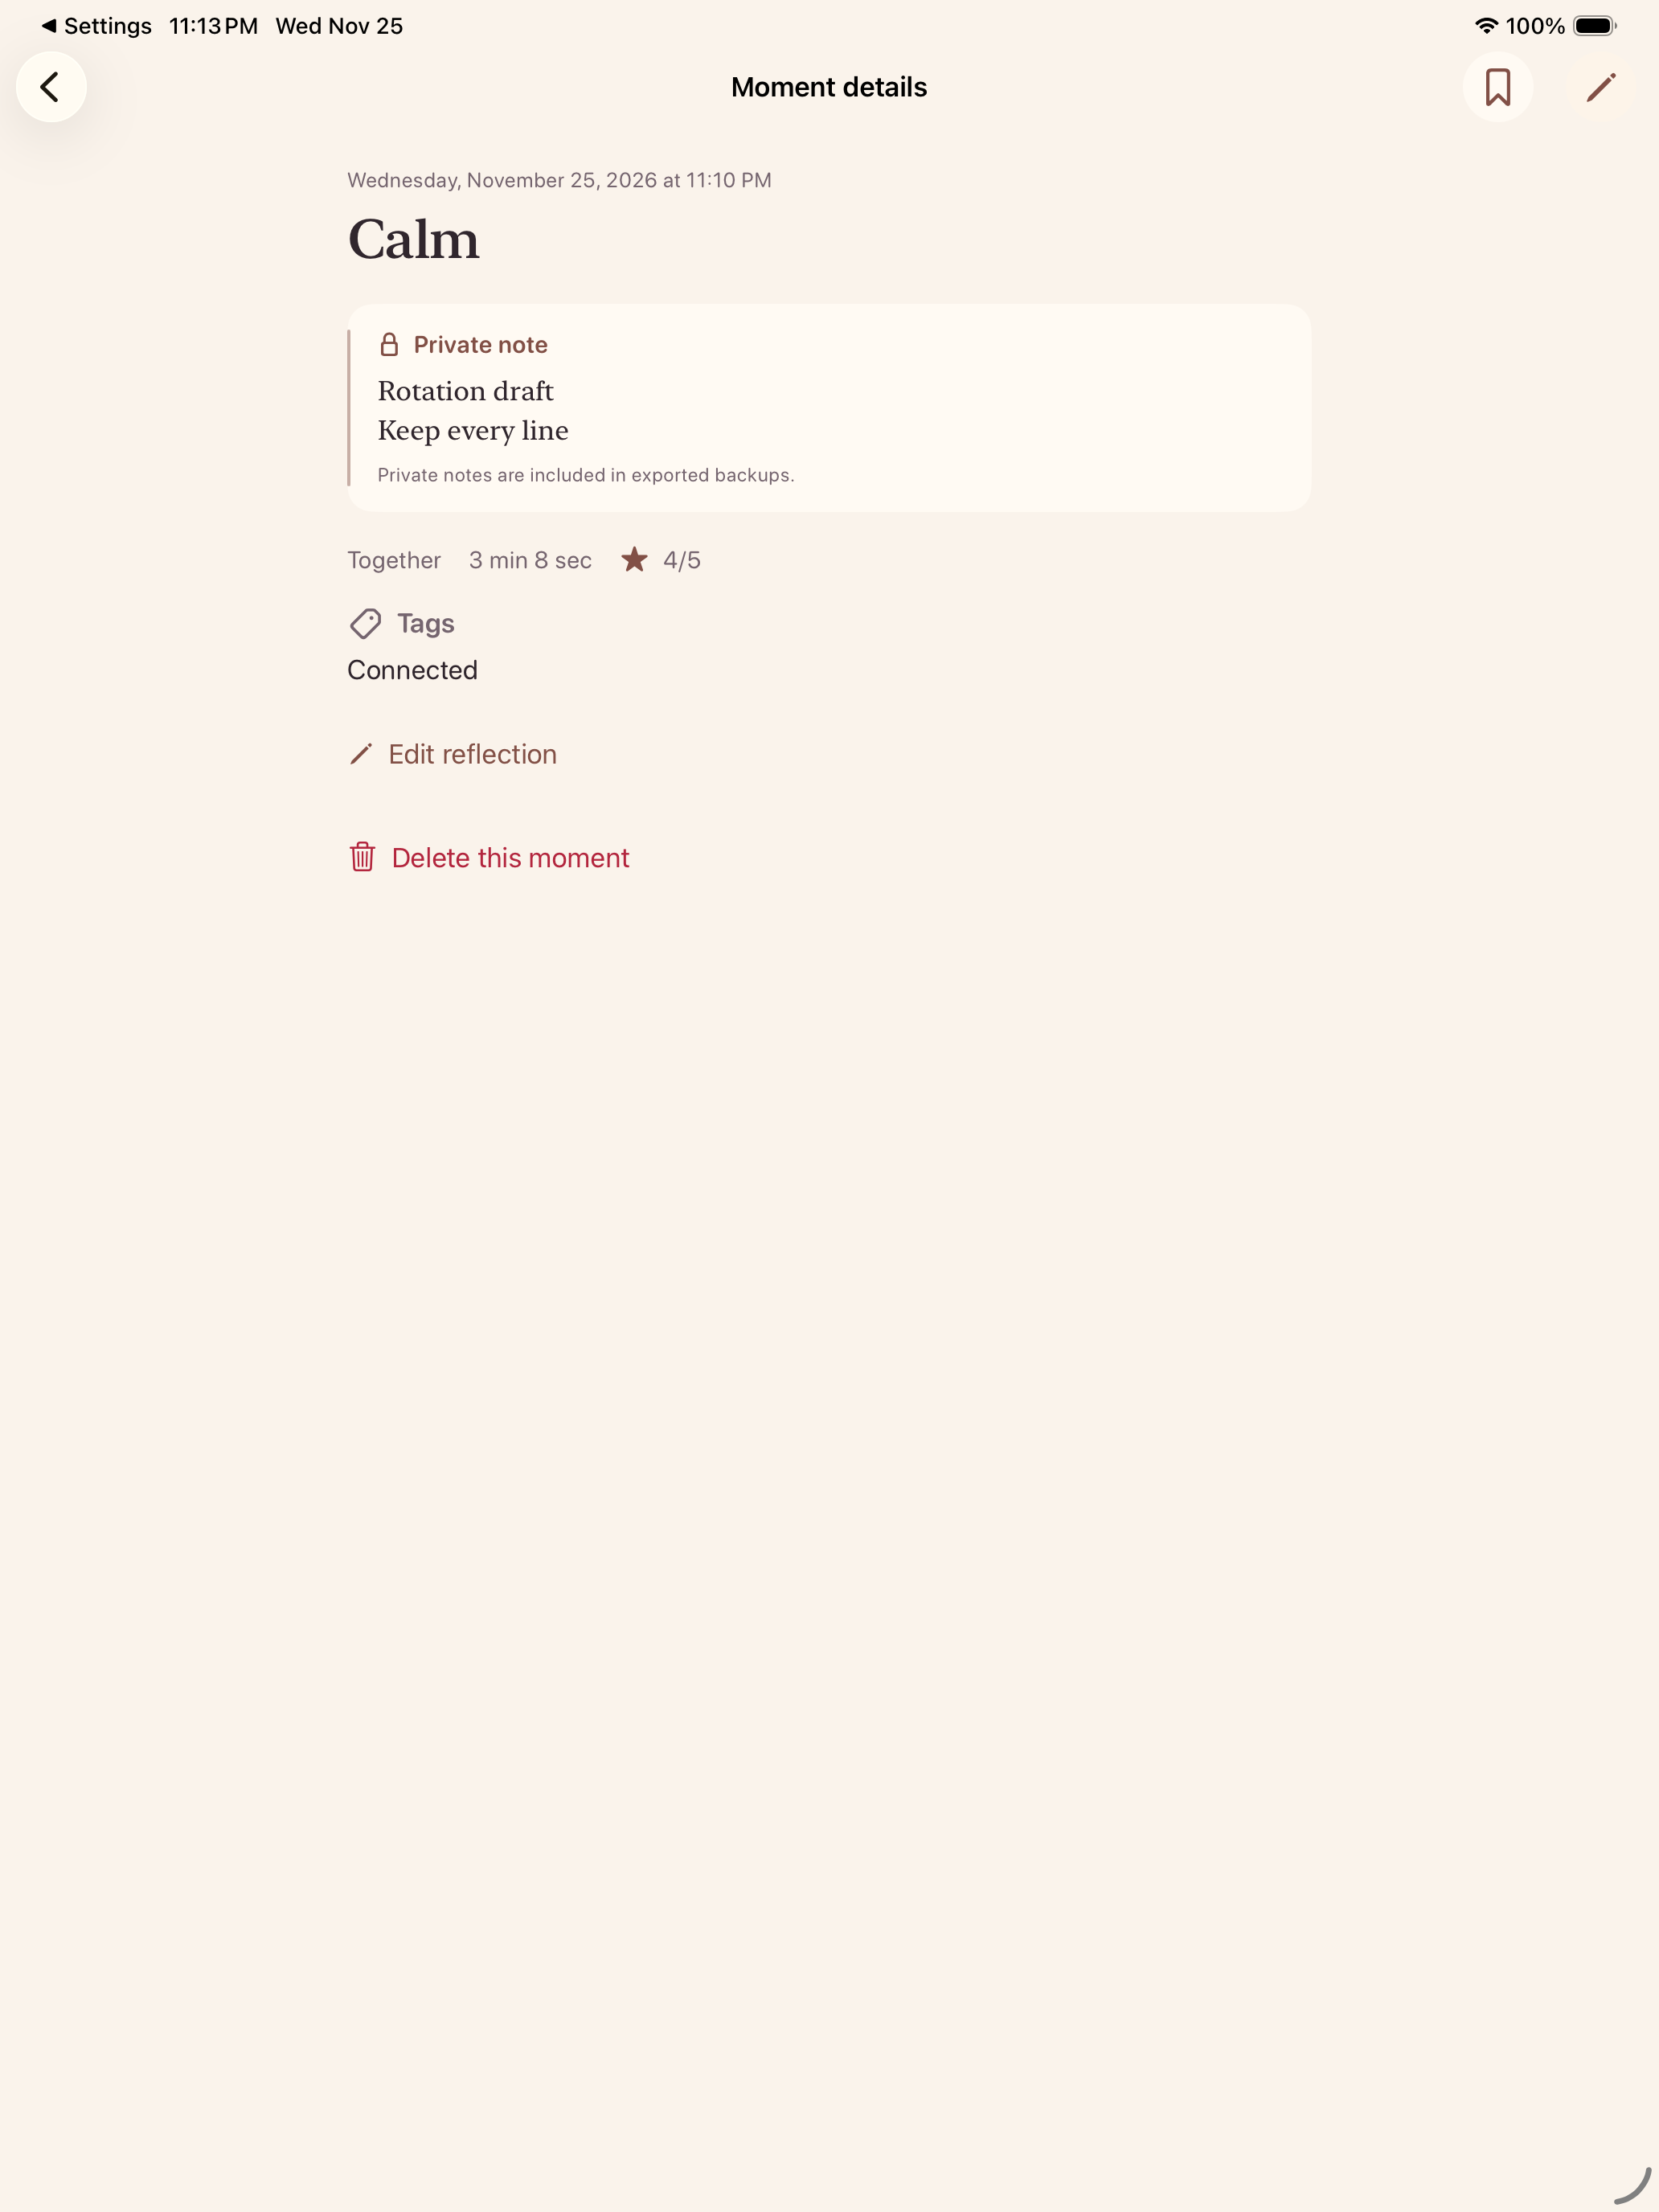 Settings 11:13 PM Wed Nov 25 100%
Moment details
Wednesday, November 25, 2026 at 11:10 PM
Calm
Private note
Rotation draft
Keep every line
Private notes are included in exported backups.
Together 3 min 8 sec 4/5
Tags
Connected
Edit reflection
Delete this moment